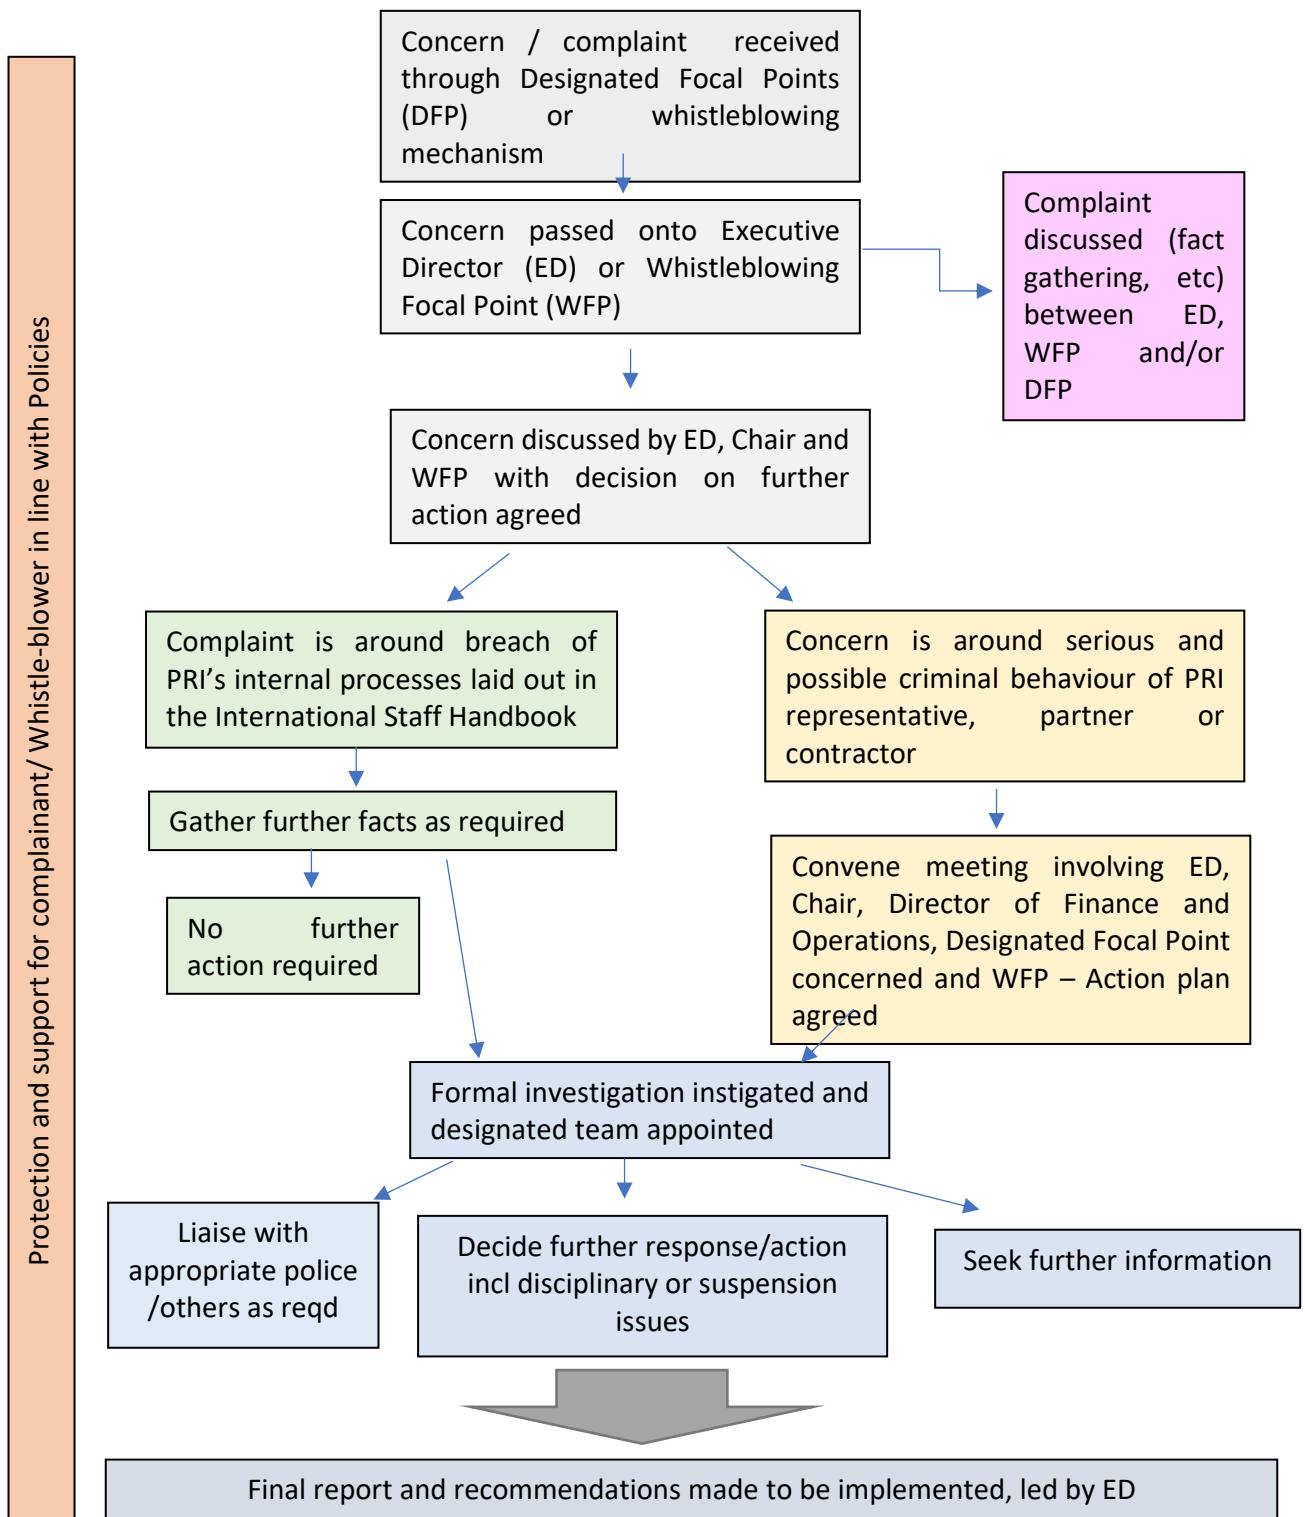 Concern / complaint received
through Designated Focal Points
(DFP) or whistleblowing
mechanism
Concern passed onto Executive
Director (ED) or Whistleblowing
Focal Point (WFP)
Complaint
discussed (fact
gathering, etc)
between ED,
WFP and/or
DFP
Concern discussed by ED, Chair and
WFP with decision on further
action agreed
Complaint is around breach of
PRI’s internal processes laid out in
the International Staff Handbook
Concern is around serious and
possible criminal behaviour of PRI
representative, partner or
contractor
Gather further facts as required
No further
action required
Convene meeting involving ED,
Chair, Director of Finance and
Operations, Designated Focal Point
concerned and WFP – Action plan
agreed
Formal investigation instigated and
designated team appointed
Liaise with
appropriate police
/others as reqd
Decide further response/action
incl disciplinary or suspension
issues
Seek further information
Final report and recommendations made to be implemented, led by ED
Protection and support for complainant/ Whistle-blower in line with Policies